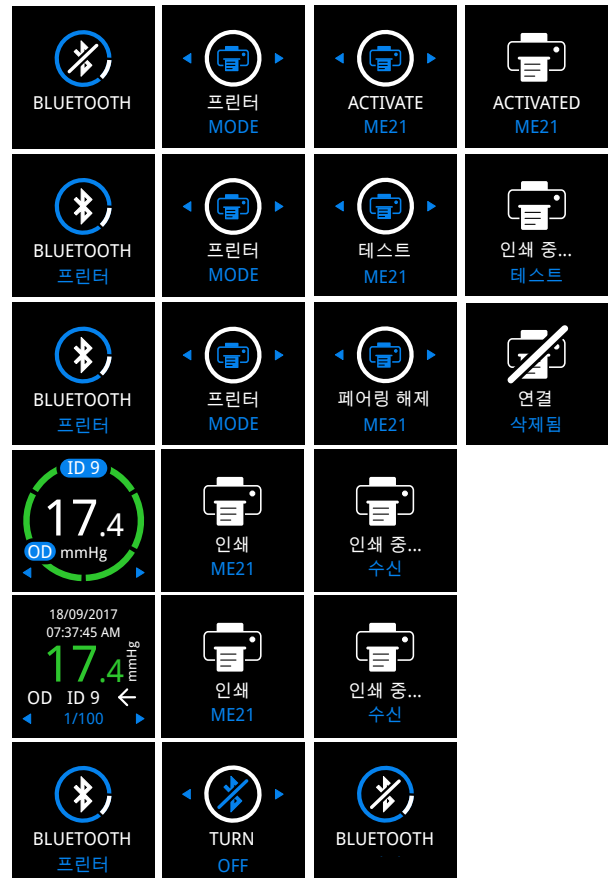 BLUETOOTH
프린터
MODE
ACTIVATE
ME21
ACTIVATED
ME21
BLUETOOTH
프린터
프린터
MODE
테스트
ME21
인쇄 중...
테스트
BLUETOOTH
프린터
프린터
MODE
페어링 해제
ME21
연결
삭제됨
ID 9
17.4
OD mmHg
인쇄
ME21
인쇄 중...
수신
18/09/2017
07:37:45 AM
17.4 mmHg
OD ID 9
1/100
인쇄
ME21
인쇄 중...
수신
BLUETOOTH
프린터
TURN
OFF
BLUETOOTH